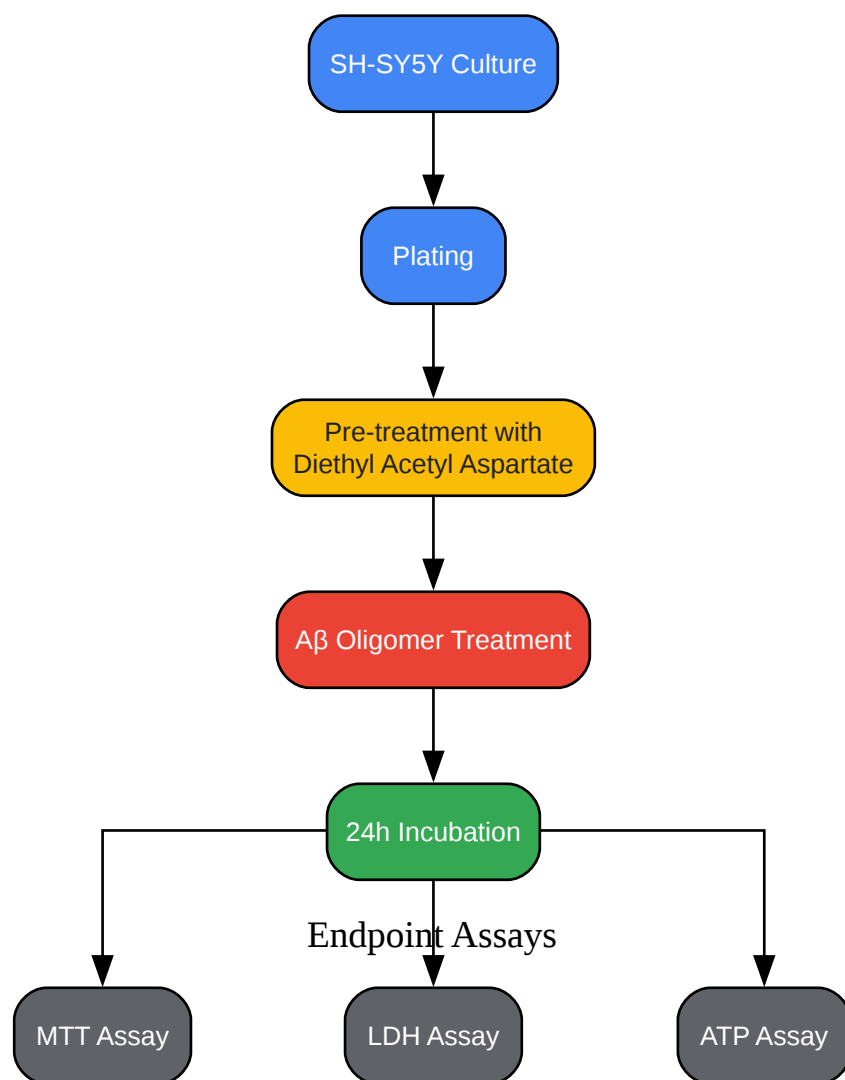 SH-SY5Y Culture
Plating
Pre-treatment with
Diethyl Acetyl Aspartate
Aβ Oligomer Treatment
24h Incubation
Endpoint Assays
MTT Assay
LDH Assay
ATP Assay